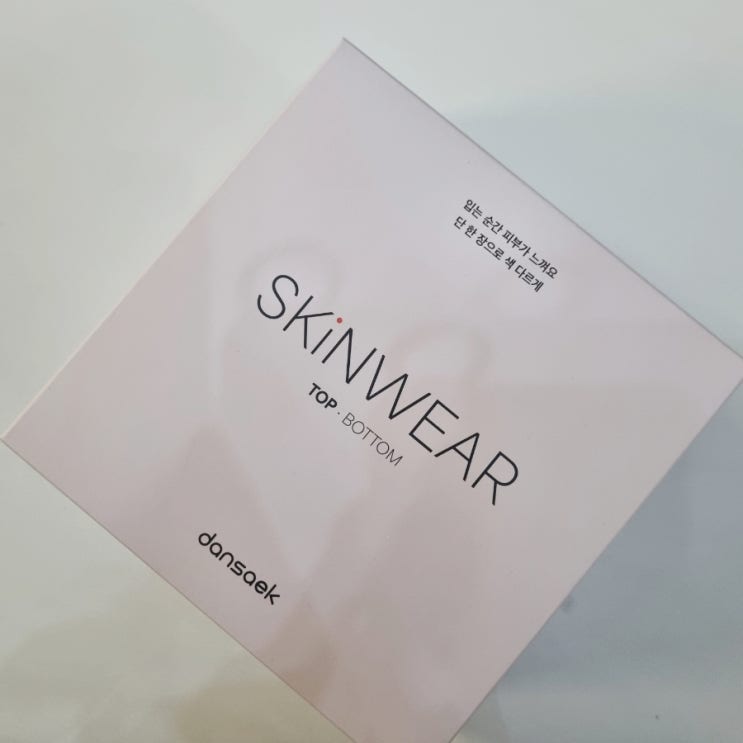 입는 순간 피부가 느껴요
단 한 장으로 색 다르게
SKiNWEAR
TOP · BOTTOM
dansaek